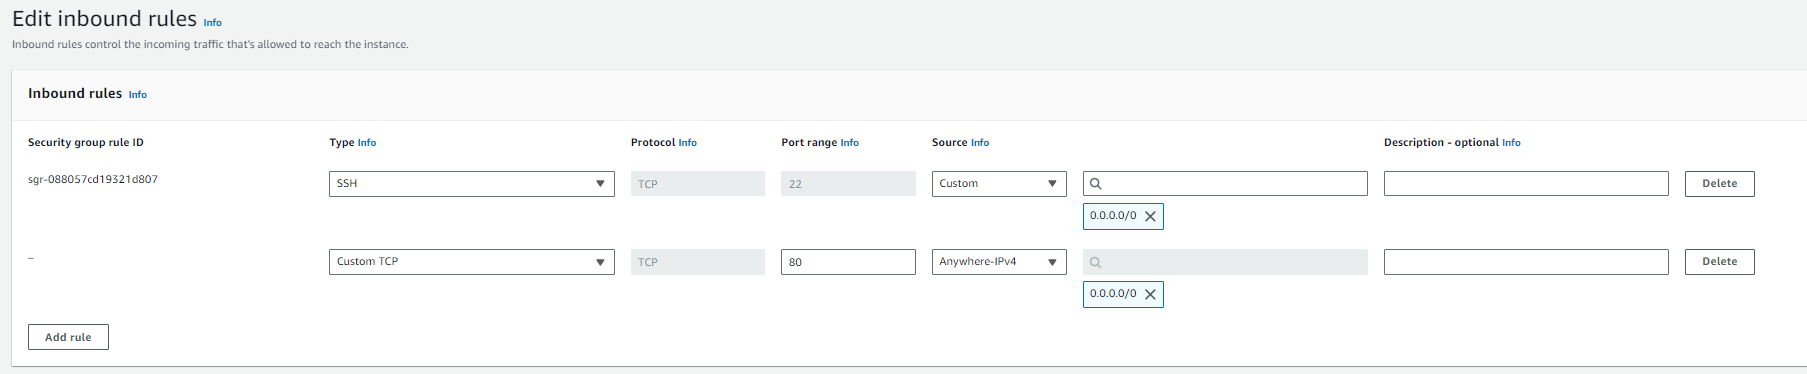 Edit inbound rules Info
Inbound rules control the incoming traffic that's allowed to reach the instance.
Inbound rules Info
Security group rule ID Type Info Protocol Info Port range Info Source Info Description - optional Info
sgr-088057cd19321d807 SSH TCP 22 Custom Delete
0.0.0.0/0
– Custom TCP TCP 80 Anywhere-IPv4 Delete
0.0.0.0/0
Add rule